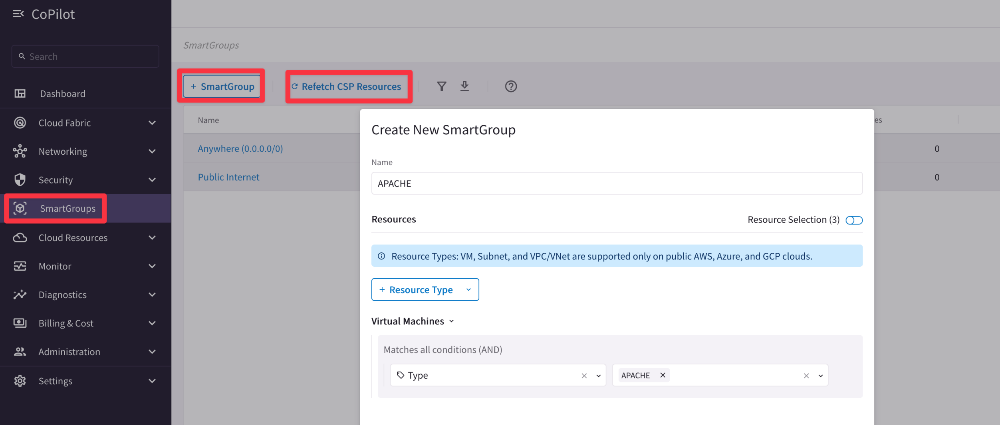 CoPilot
Search
Dashboard
Cloud Fabric
Networking
Security
SmartGroups
Cloud Resources
Monitor
Diagnostics
Billing & Cost
Administration
Settings
SmartGroups
+ SmartGroup
Refetch CSP Resources
Name
es
Anywhere (0.0.0.0/0)
0
Public Internet
0
Create New SmartGroup
Name
APACHE
Resources
Resource Selection (3)
Resource Types: VM, Subnet, and VPC/VNet are supported only on public AWS, Azure, and GCP clouds.
+ Resource Type
Virtual Machines
Matches all conditions (AND)
Type
APACHE